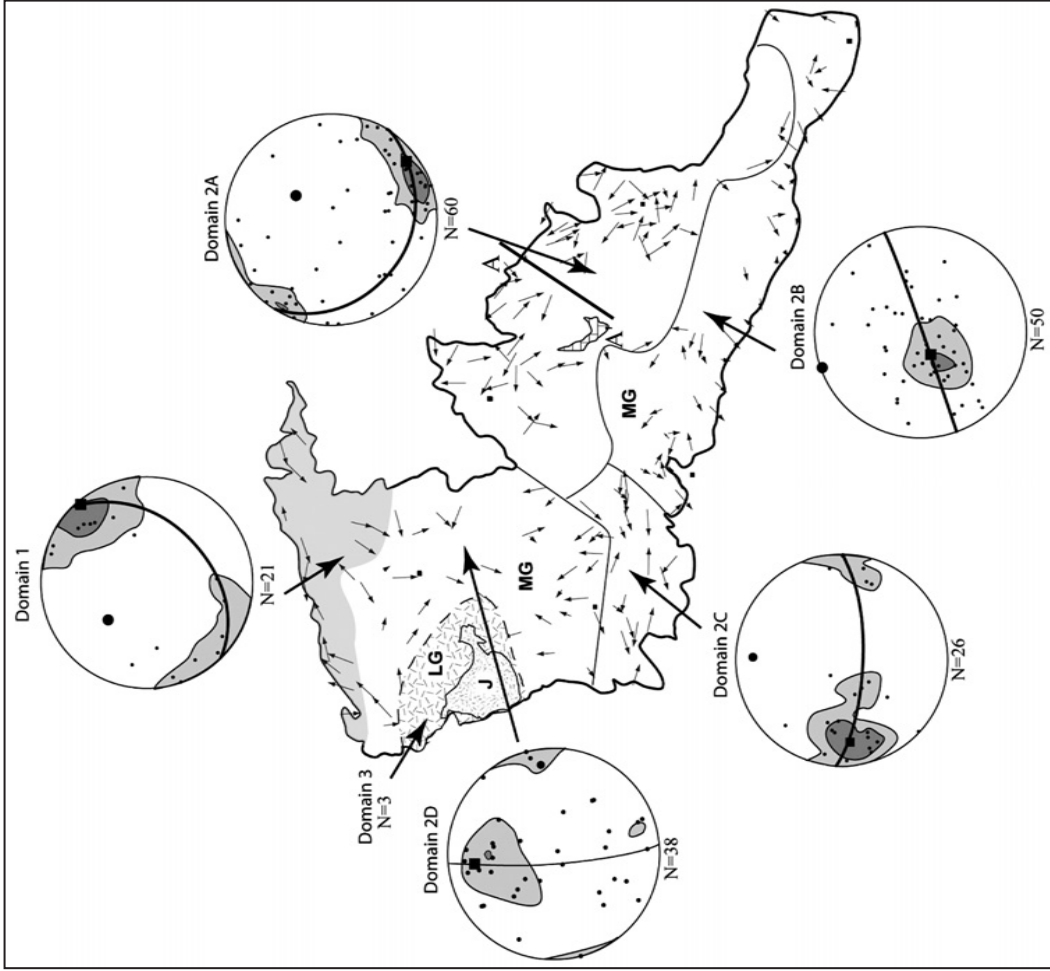 Domain 1
N=21
Domain 2A
N=60
A
MG
Domain 2B
N=50
MG
LG
J
Domain 3
N=3
Domain 2D
N=38
Domain 2C
N=26